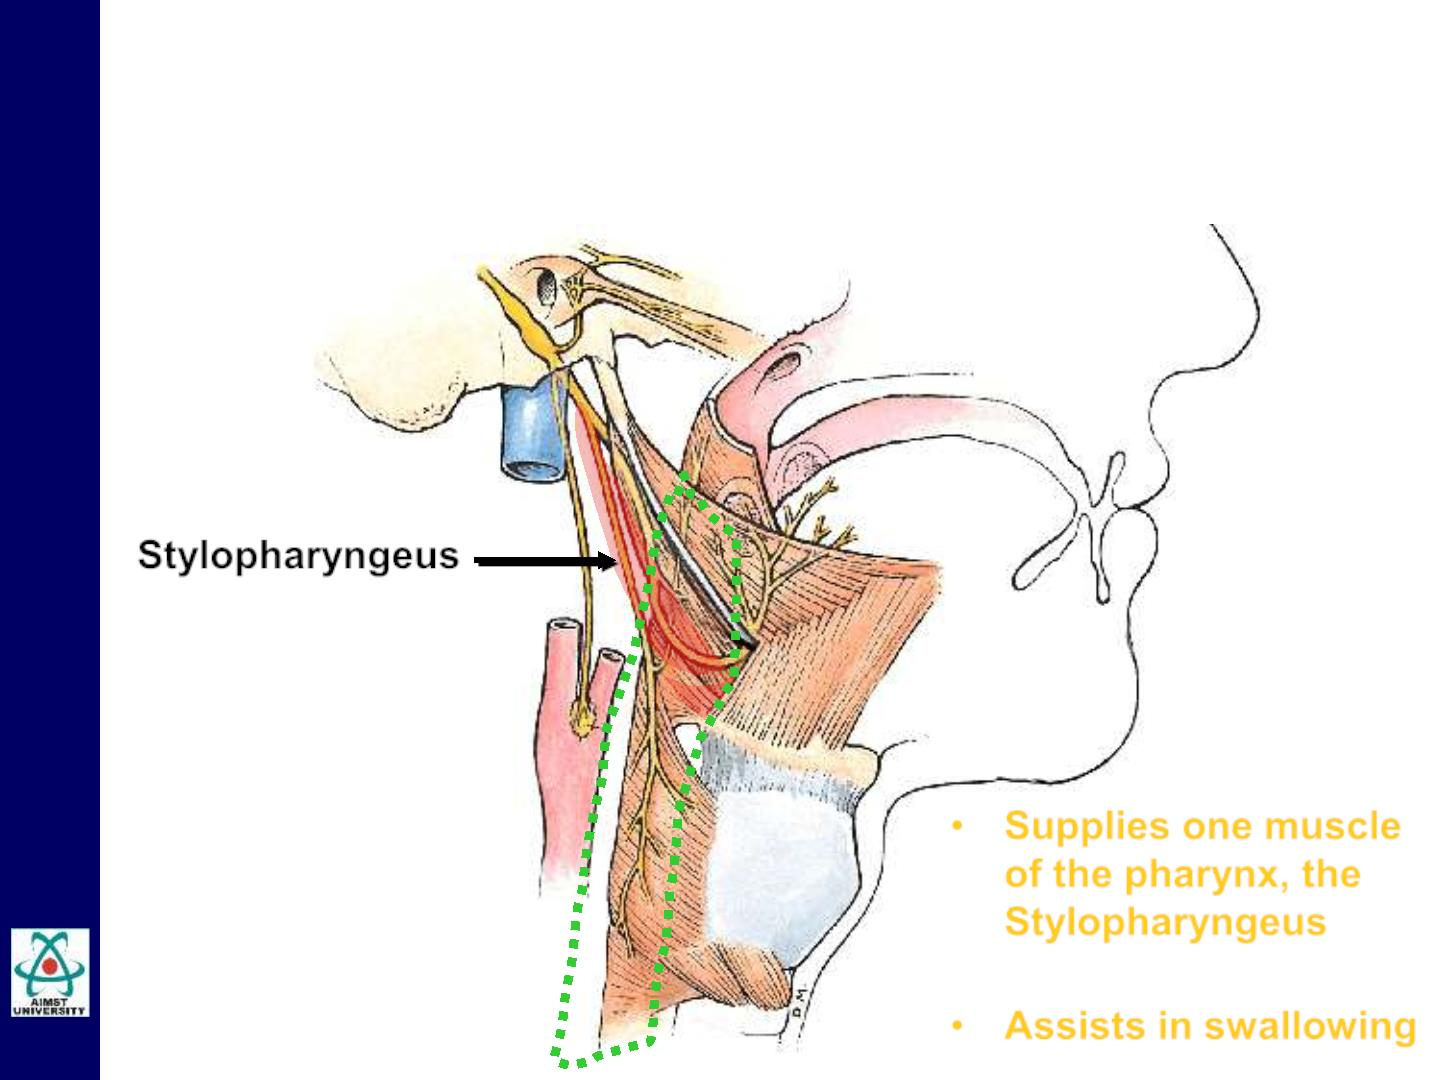 Stylopharyngeus
• Supplies one muscle
of the pharynx, the
Stylopharyngeus
• Assists in swallowing
AIMST
UNIVERSITY
D.M.